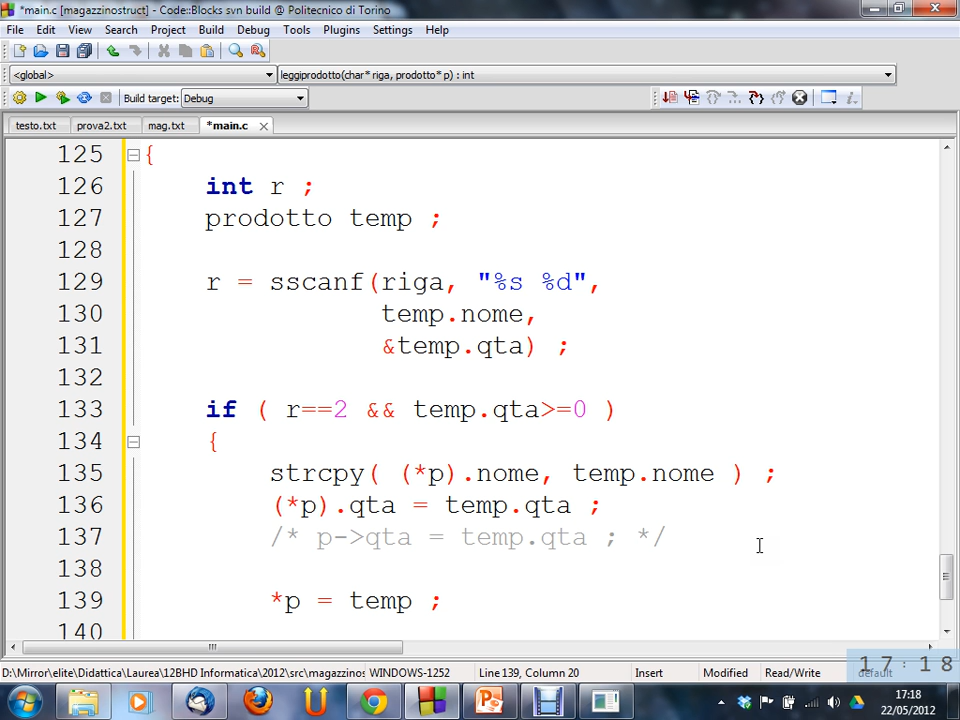 *main.c [magazzinostruct] - Code::Blocks svn build @ Politecnico di Torino
File Edit View Search Project Build Debug Tools Plugins Settings Help
<global> leggiprodotto(char* riga, prodotto* p) : int
Build target: Debug
testo.txt prova2.txt mag.txt *main.c
125 {
126 int r ;
127 prodotto temp ;
128
129 r = sscanf(riga, "%s %d",
130 temp.nome,
131 &temp.qta) ;
132
133 if ( r==2 && temp.qta>=0 )
134 {
135 strcpy( (*p).nome, temp.nome ) ;
136 (*p).qta = temp.qta ;
137 /* p->qta = temp.qta ; */
138
139 *p = temp ;
140
D:\Mirror\elite\Didattica\Laurea\12BHD Informatica\2012\src\magazzinos WINDOWS-1252 Line 139, Column 20 Insert Modified Read/Write default
17:18
17:18
22/05/2012